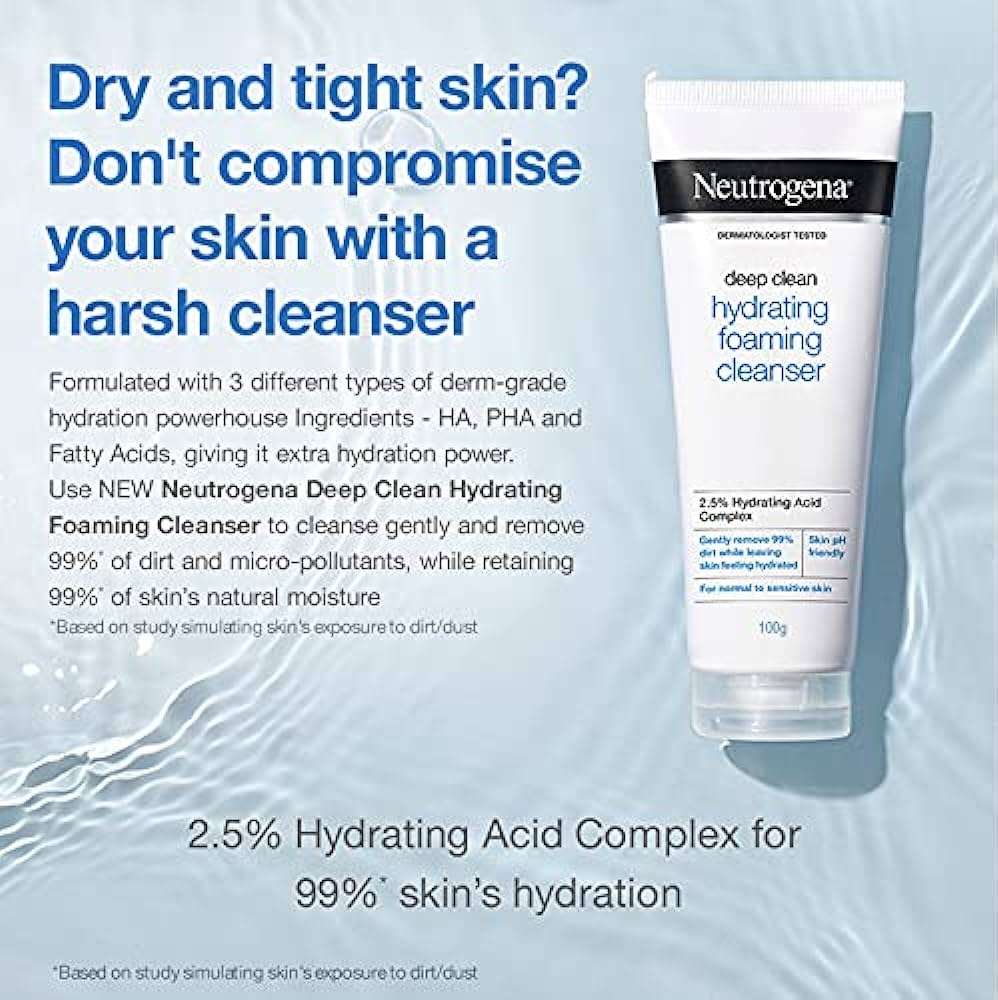 Dry and tight skin?
Don't compromise
your skin with a
harsh cleanser
Formulated with 3 different types of derm-grade
hydration powerhouse Ingredients - HA, PHA and
Fatty Acids, giving it extra hydration power.
Use NEW Neutrogena Deep Clean Hydrating
Foaming Cleanser to cleanse gently and remove
99%* of dirt and micro-pollutants, while retaining
99%* of skin's natural moisture
*Based on study simulating skin's exposure to dirt/dust
Neutrogena®
DERMATOLOGIST TESTED
deep clean
hydrating
foaming
cleanser
2.5% Hydrating Acid
Complex
Gently remove 99%
dirt while leaving
skin feeling hydrated
Skin pH
friendly
For normal to sensitive skin
100g
2.5% Hydrating Acid Complex for
99%* skin's hydration
*Based on study simulating skin's exposure to dirt/dust